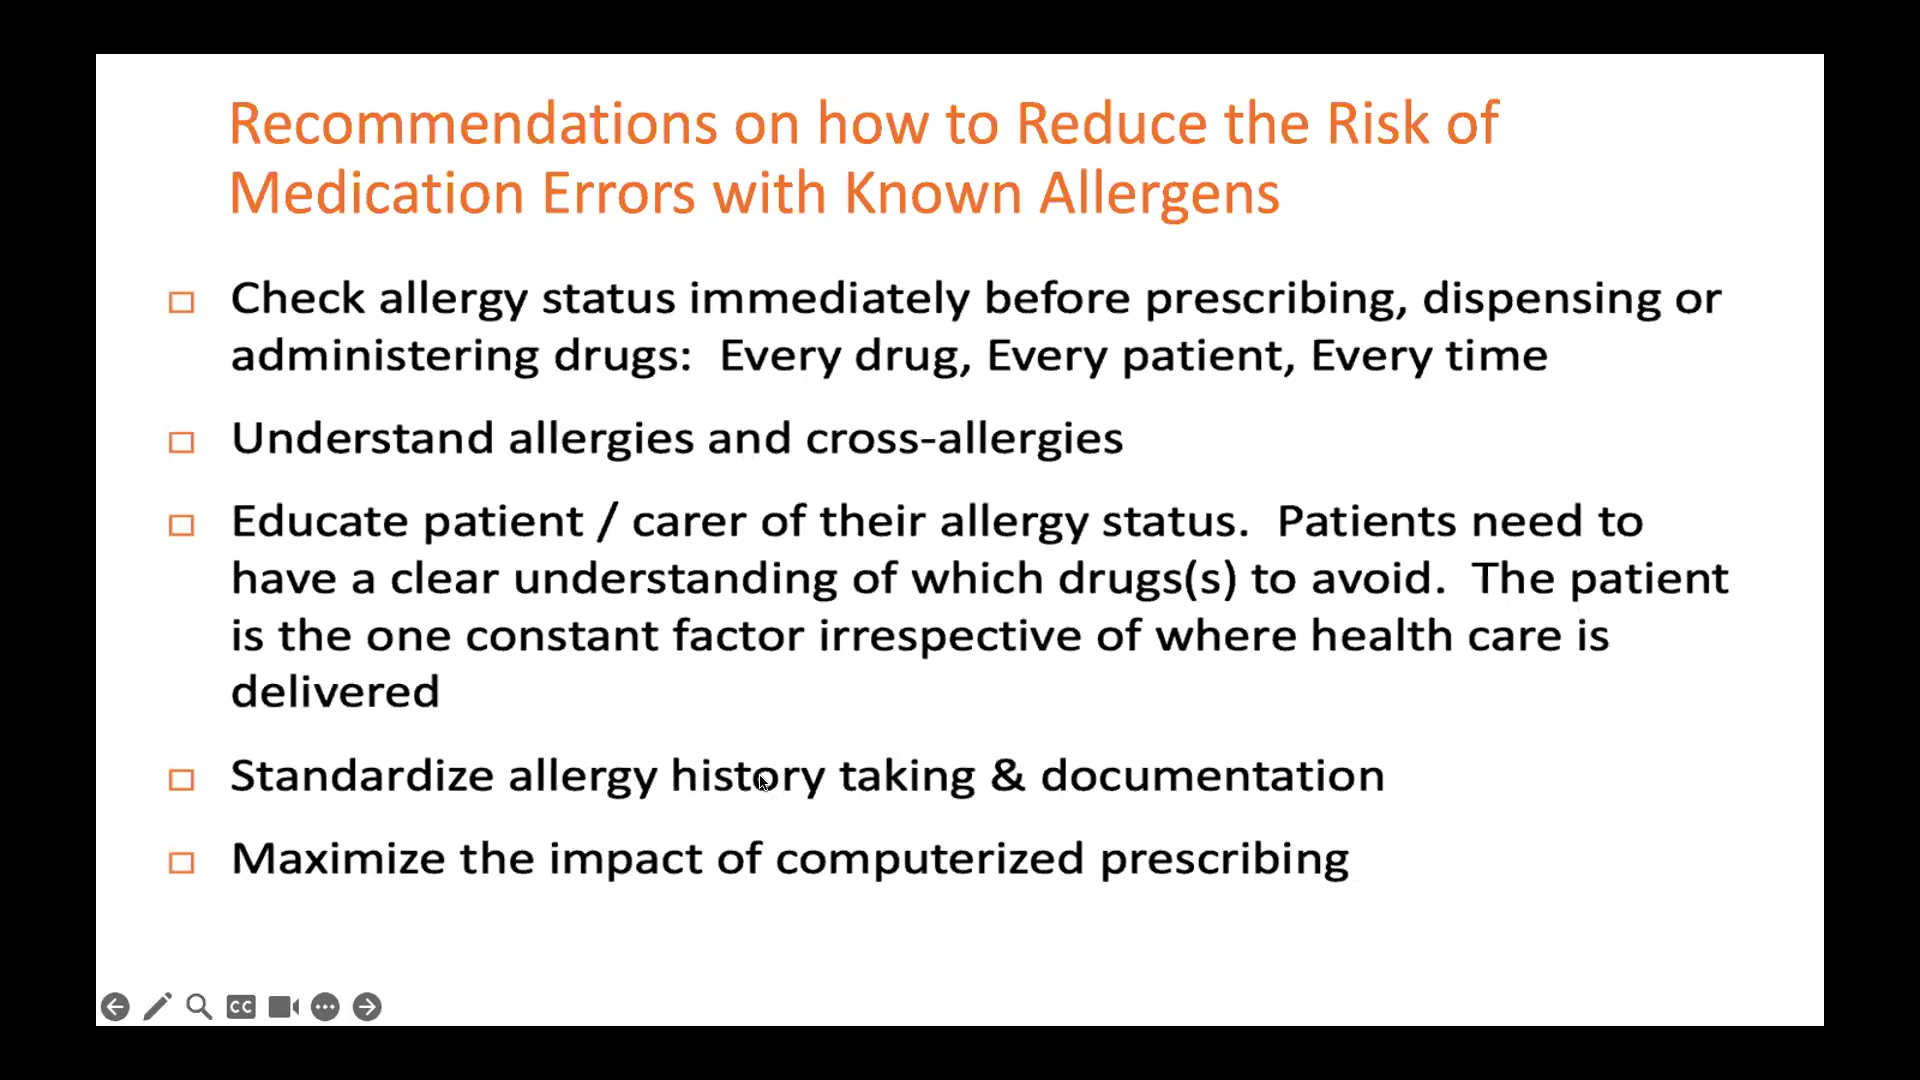 Recommendations on how to Reduce the Risk of
Medication Errors with Known Allergens
Check allergy status immediately before prescribing, dispensing or
administering drugs:  Every drug, Every patient, Every time
Understand allergies and cross-allergies
Educate patient / carer of their allergy status.  Patients need to
have a clear understanding of which drugs(s) to avoid.  The patient
is the one constant factor irrespective of where health care is
delivered
Standardize allergy history taking & documentation
Maximize the impact of computerized prescribing
CC